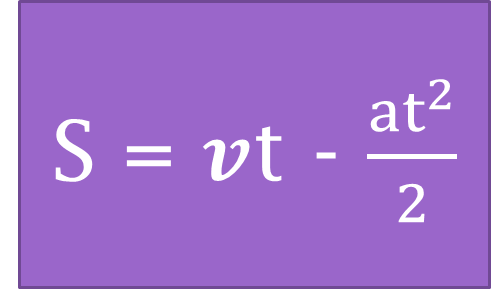 S = vt - at²/2